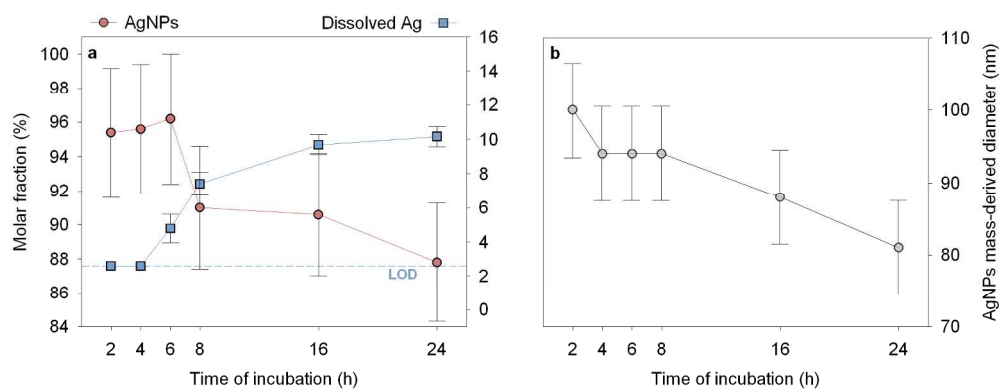 AgNPs Dissolved Ag
a
Molar fraction (%)
100
98
96
94
92
90
88
86
84
16
14
12
10
8
6
4
2
0
LOD
2 4 6 8 16 24
Time of incubation (h)
b
110
100
90
80
70
AgNPs mass-derived diameter (nm)
2 4 6 8 16 24
Time of incubation (h)